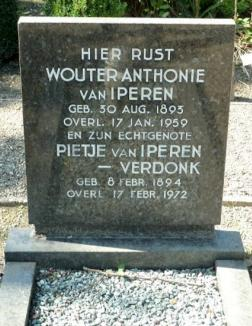 HIER RUST
WOUTER ANTHONIE
VAN IPEREN
GEB. 30 AUG. 1893
OVERL. 17 JAN. 1959
EN ZIJN ECHTGENOTE
PIETJE VAN IPEREN
– VERDONK
GEB. 8 FEBR. 1894
OVERL. 17 FEBR. 1972